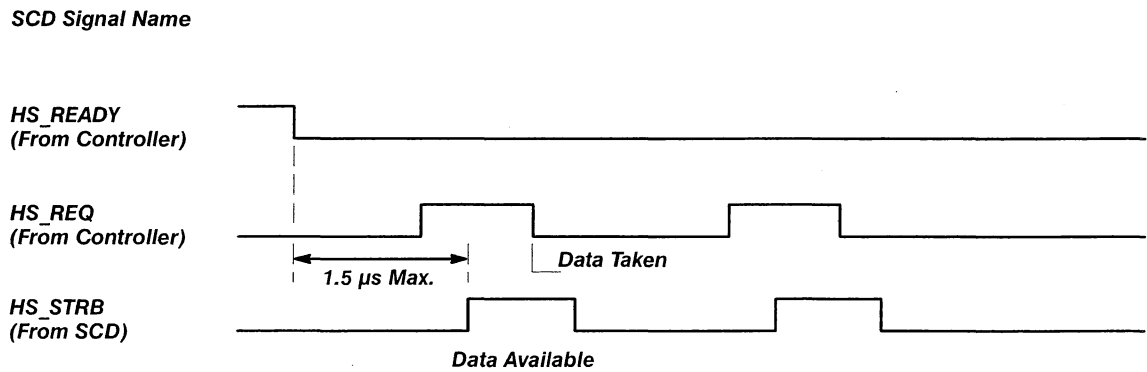 SCD Signal Name
HS_READY
(From Controller)
HS_REQ
(From Controller)
Data Taken
1.5 µs Max.
HS_STRB
(From SCD)
Data Available